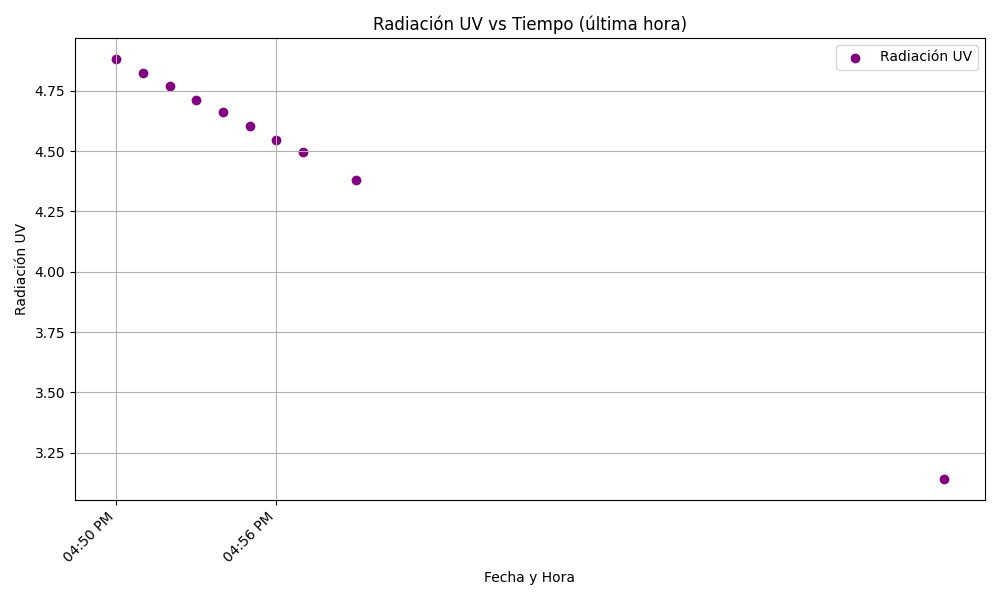 Radiación UV vs Tiempo (última hora)
Radiación UV
4.75
4.50
4.25
4.00
3.75
3.50
3.25
Radiación UV
04:50 PM
04:56 PM
Fecha y Hora